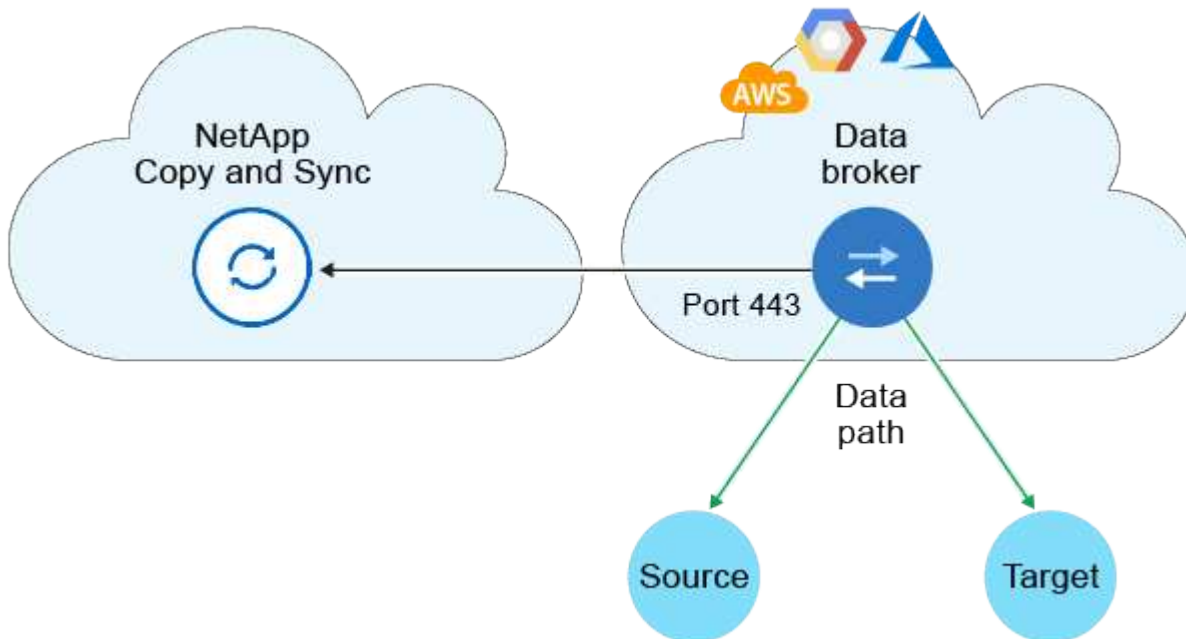 NetApp
Copy and Sync
AWS
Data
broker
Port 443
Data
path
Source
Target